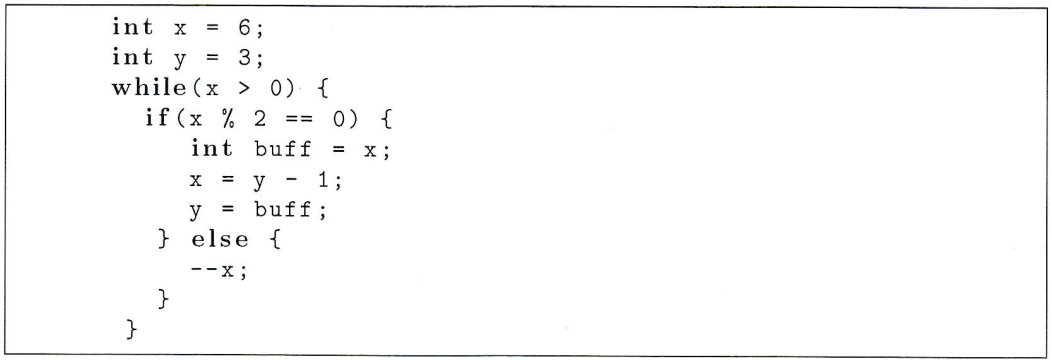 int x = 6;
int y = 3;
while(x > 0) {
if(x % 2 == 0) {
int buff = x;
x = y - 1;
y = buff;
} else {
--x;
}
}